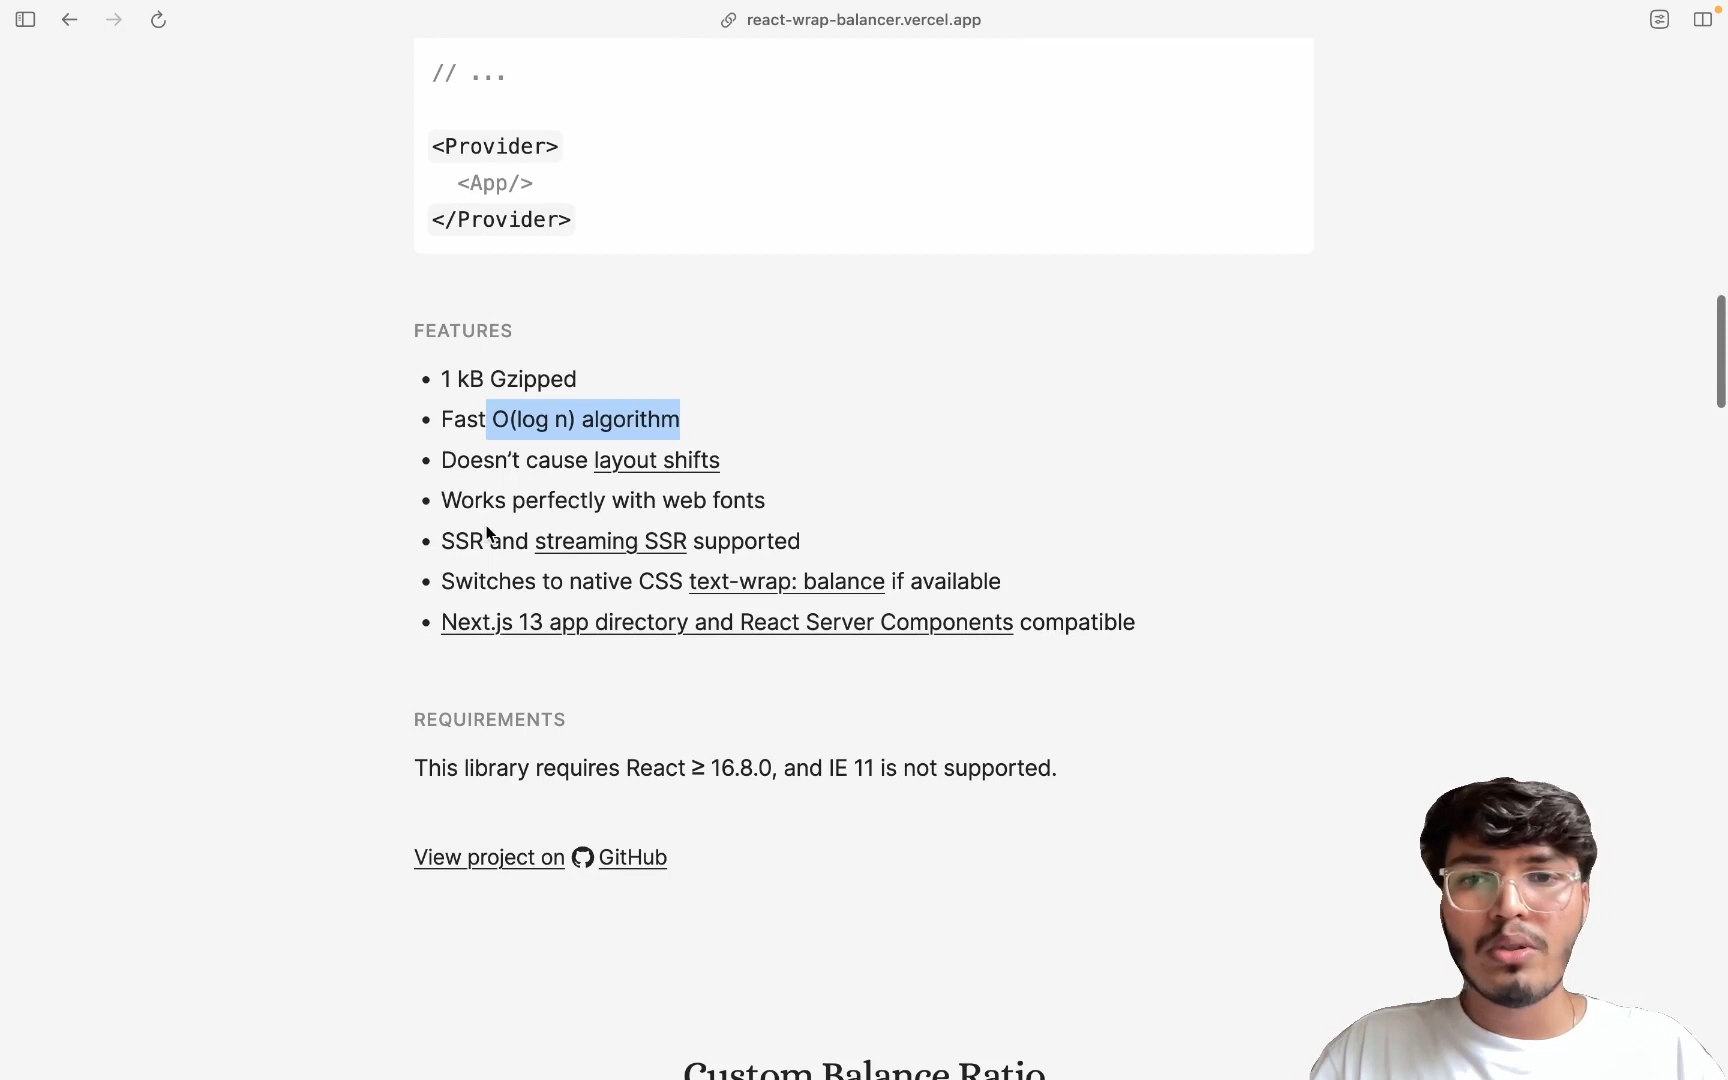 react-wrap-balancer.vercel.app
// ...
<Provider>
<App/>
</Provider>
FEATURES
• 1 kB Gzipped
• Fast O(log n) algorithm
• Doesn’t cause layout shifts
• Works perfectly with web fonts
• SSR and streaming SSR supported
• Switches to native CSS text-wrap: balance if available
• Next.js 13 app directory and React Server Components compatible
REQUIREMENTS
This library requires React ≥ 16.8.0, and IE 11 is not supported.
View project on GitHub
Custom Balance Ratio